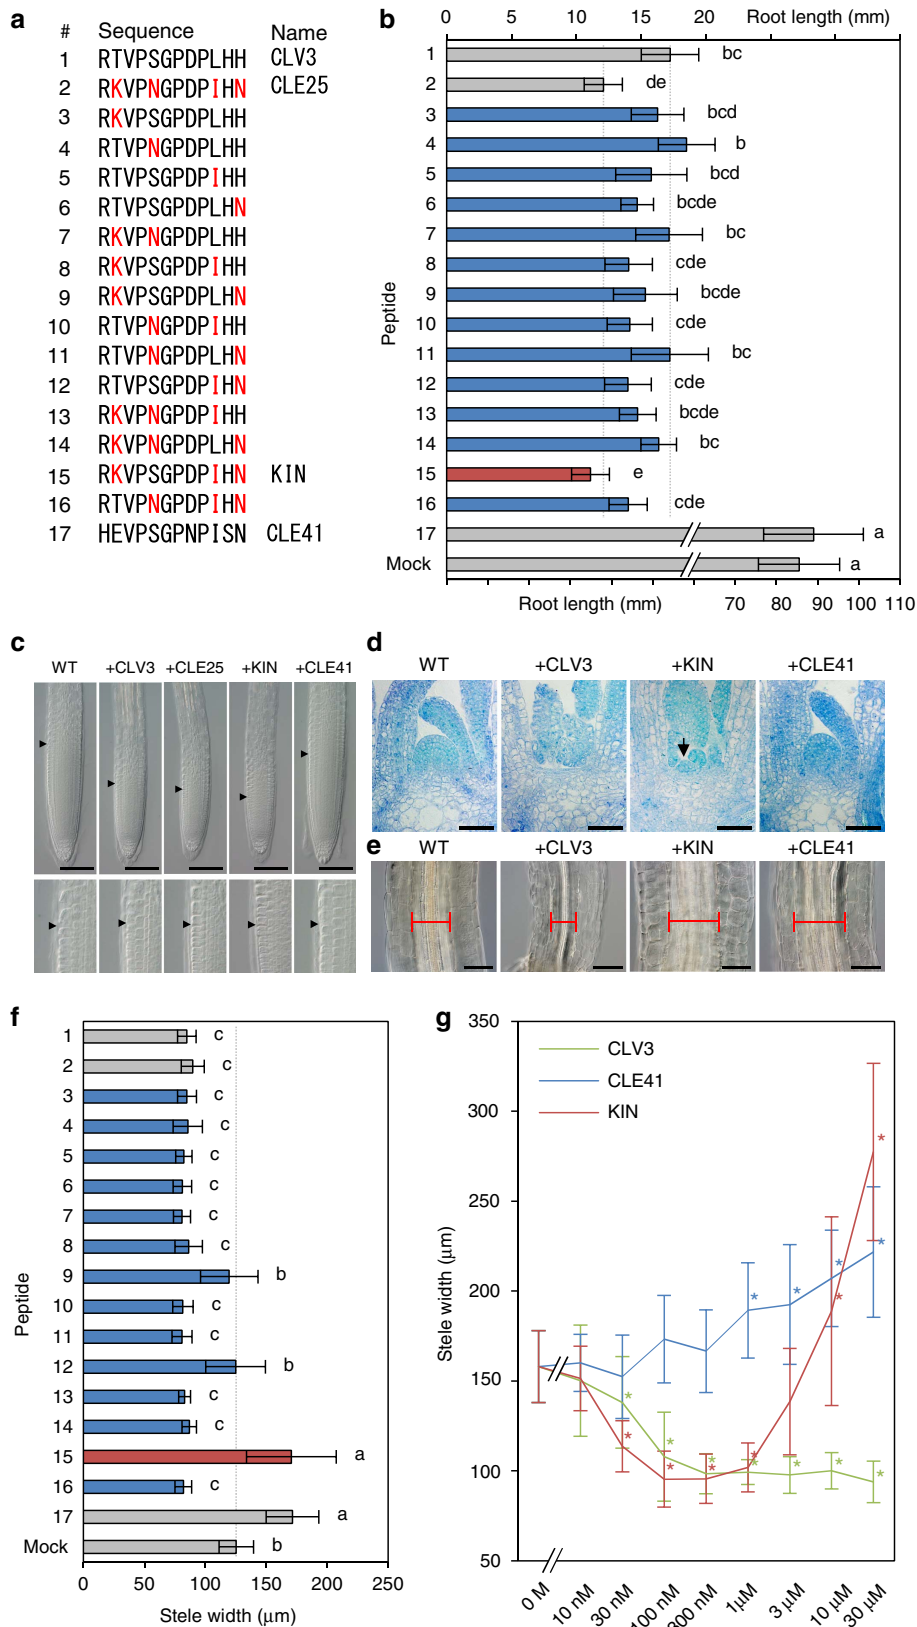 a
# Sequence Name
1 RTVPSGPDPLHH CLV3
2 RKVPNGPDPIHN CLE25
3 RKVPSGPDPLHH
4 RTVPNGPDPLHH
5 RTVPSGPDPIHH
6 RTVPSGPDPLHN
7 RKVPNGPDPLHH
8 RKVPSGPDPIHH
9 RKVPSGPDPLHN
10 RTVPNGPDPIHH
11 RTVPNGPDPLHN
12 RTVPSGPDPIHN
13 RKVPNGPDPIHH
14 RKVPNGPDPLHN
15 RKVPSGPDPIHN KIN
16 RTVPNGPDPIHN
17 HEVPSGPNPISN CLE41
b
0 5 10 15 20 Root length (mm)
Peptide
1 bc
2 de
3 bcd
4 b
5 bcd
6 bcde
7 bc
8 cde
9 bcde
10 cde
11 bc
12 cde
13 bcde
14 bc
15 e
16 cde
17 a
Mock a
Root length (mm) 70 80 90 100 110
c
WT +CLV3 +CLE25 +KIN +CLE41
d
WT +CLV3 +KIN +CLE41
e
WT +CLV3 +KIN +CLE41
f
Peptide
1 c
2 c
3 c
4 c
5 c
6 c
7 c
8 c
9 b
10 c
11 c
12 b
13 c
14 c
15 a
16 c
17 a
Mock b
0 50 100 150 200 250
Stele width (μm)
g
350
300
250
200
150
100
50
Stele width (μm)
CLV3
CLE41
KIN
* * * * * * * * * * * * * * * * * *
0 M 10 nM 30 nM 100 nM 300 nM 1μM 3 μM 10 μM 30 μM